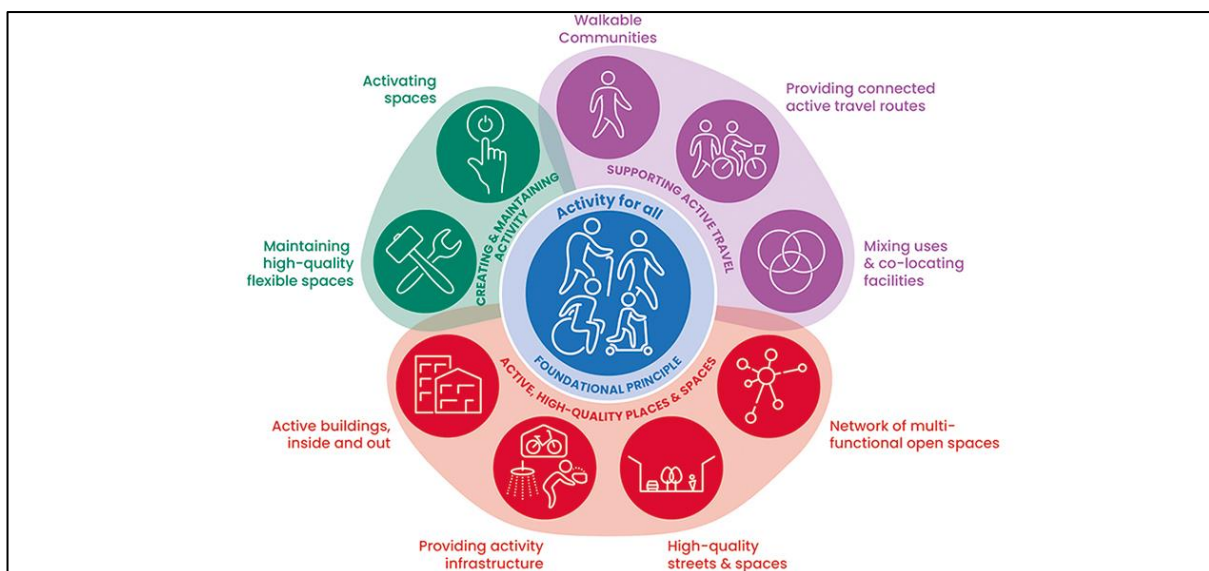 Walkable
Communities
Activating
spaces
Providing connected
active travel routes
SUPPORTING ACTIVE TRAVEL
CREATING & MAINTAINING
ACTIVITY
Activity for all
Maintaining
high-quality
flexible spaces
Mixing uses
& co-locating
facilities
FOUNDATIONAL PRINCIPLE
ACTIVE, HIGH-QUALITY PLACES & SPACES
Active buildings,
inside and out
Network of multi-
functional open spaces
Providing activity
infrastructure
High-quality
streets & spaces